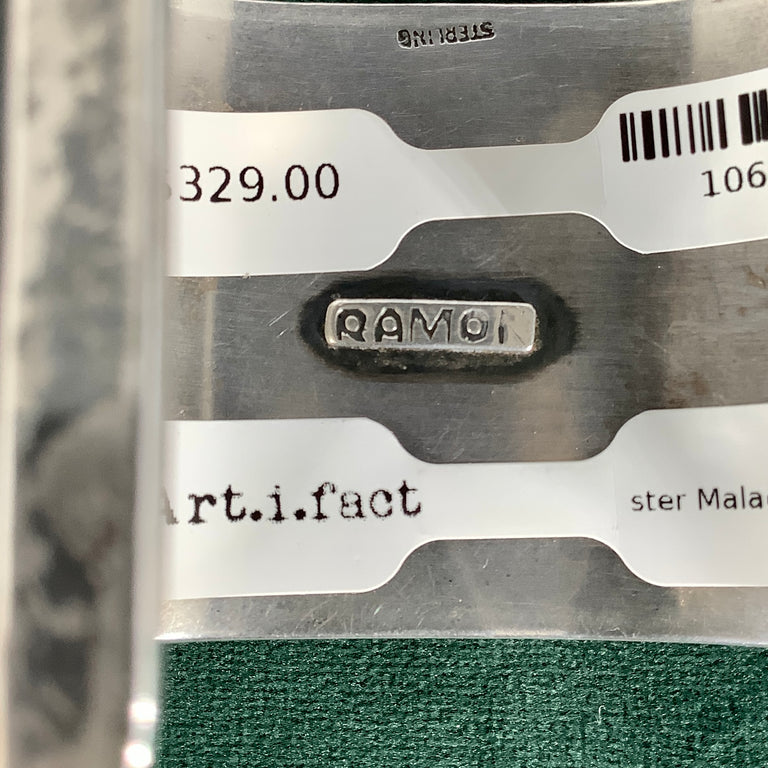 STERLING
$329.00
106
RAMON
Art.i.fact
ster Mala